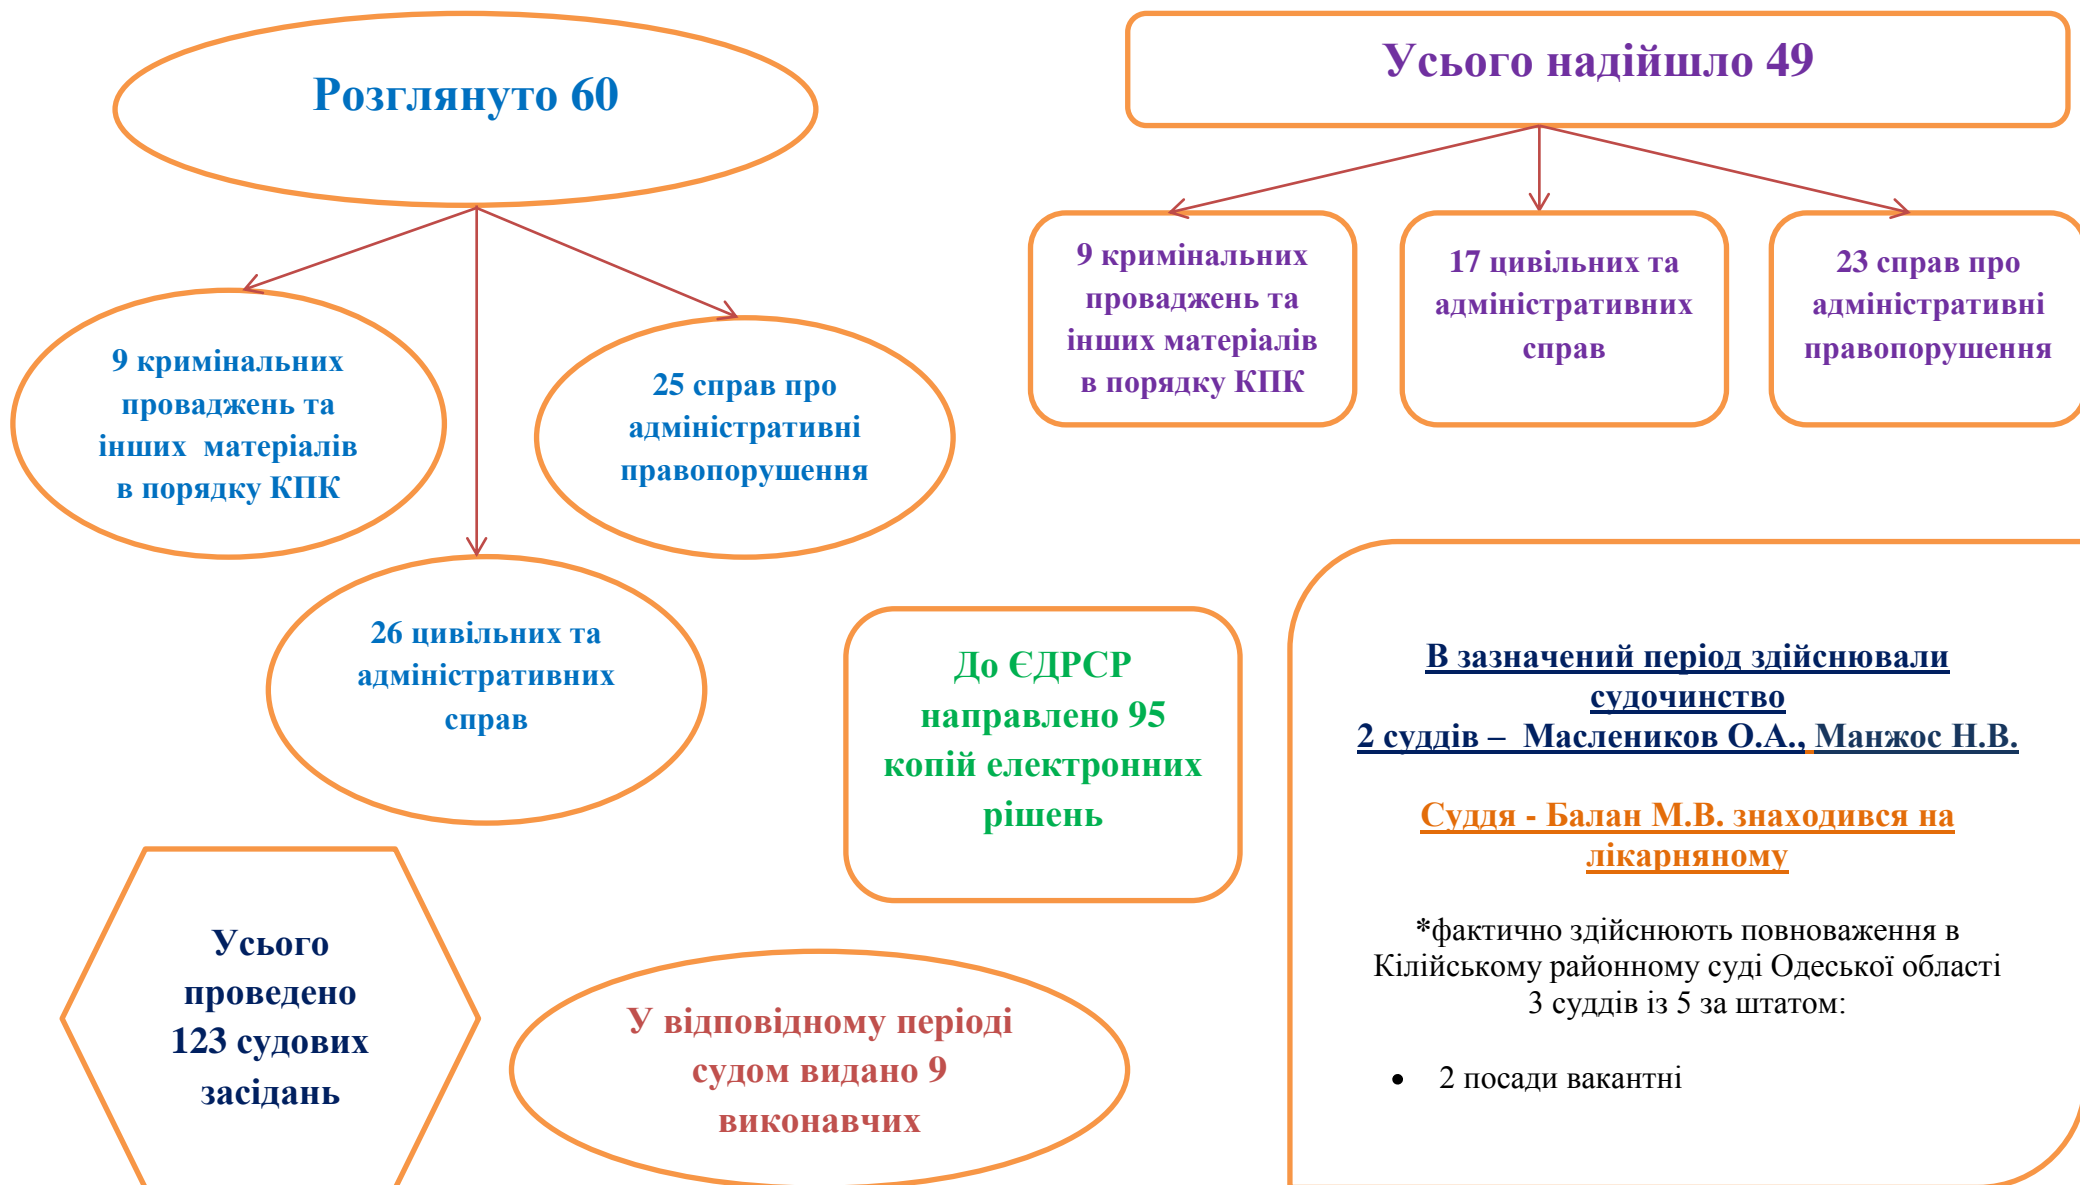 Розглянуто 60
Усього надійшло 49
9 кримінальних
проваджень та
інших матеріалів
в порядку КПК
25 справ про
адміністративні
правопорушення
26 цивільних та
адміністративних
справ
9 кримінальних
проваджень та
інших матеріалів
в порядку КПК
17 цивільних та
адміністративних
справ
23 справ про
адміністративні
правопорушення
До ЄДРСР
направлено 95
копій електронних
рішень
В зазначений період здійснювали
судочинство
2 суддів – Маслеников О.А., Манжос Н.В.
Суддя - Балан М.В. знаходився на
лікарняному
*фактично здійснюють повноваження в
Кілійському районному суді Одеської області
3 суддів із 5 за штатом:
• 2 посади вакантні
Усього
проведено
123 судових
засідань
У відповідному періоді
судом видано 9
виконавчих